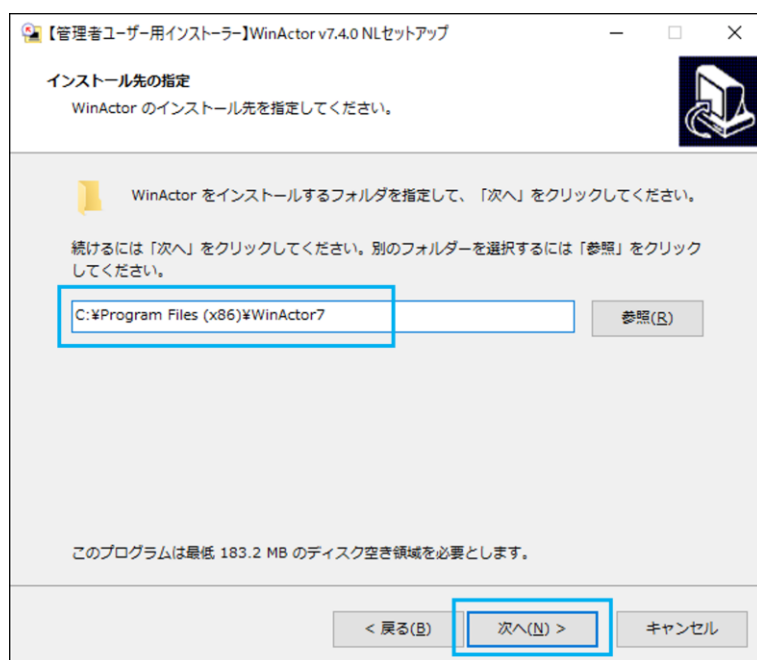 【管理者ユーザー用インストーラー】WinActor v7.4.0 NLセットアップ
インストール先の指定
WinActor のインストール先を指定してください。
WinActor をインストールするフォルダを指定して、「次へ」をクリックしてください。
続けるには「次へ」をクリックしてください。別のフォルダーを選択するには「参照」をクリック
してください。
C:¥Program Files (x86)¥WinActor7
参照(R)
このプログラムは最低 183.2 MB のディスク空き領域を必要とします。
< 戻る(B)
次へ(N) >
キャンセル